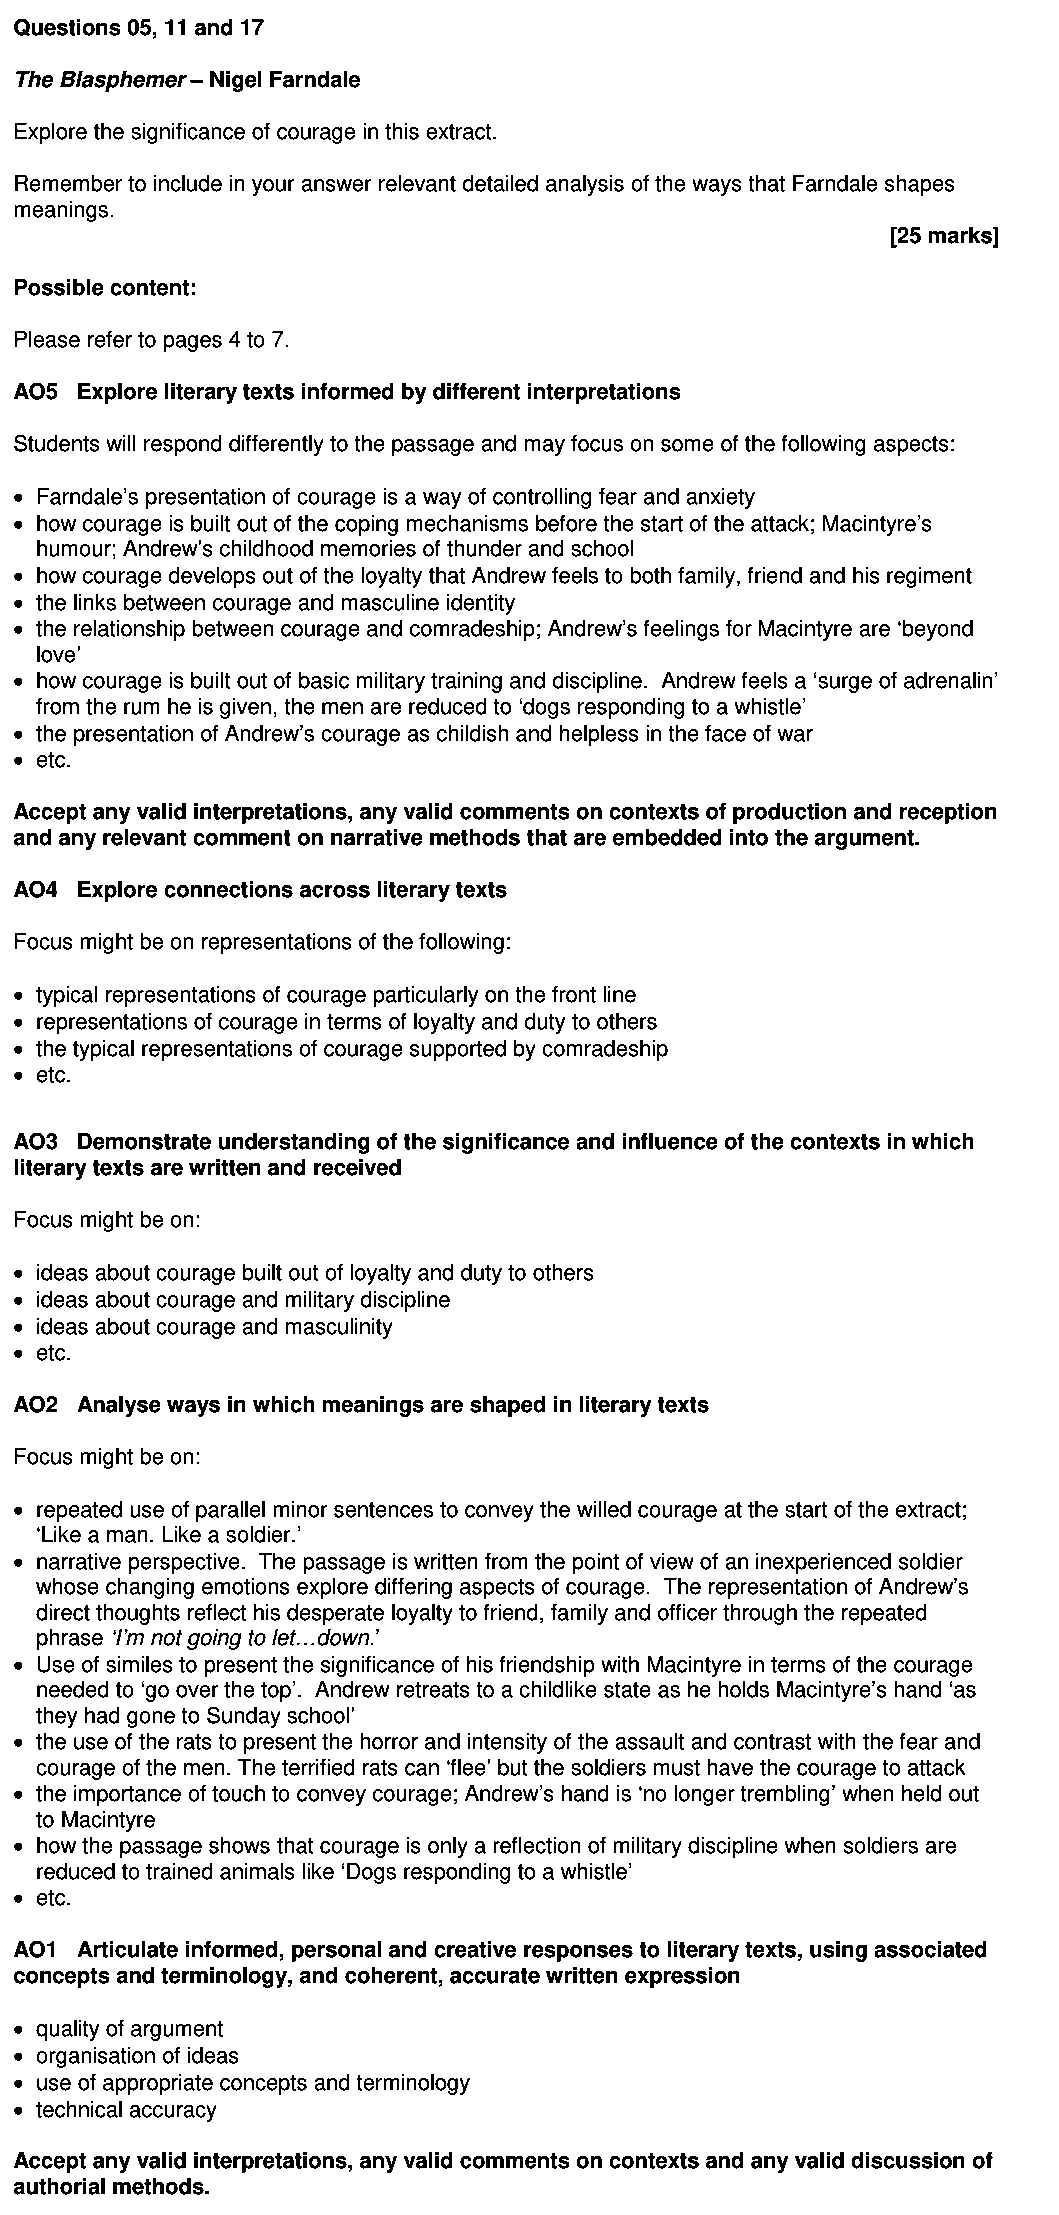 Questions 05, 11 and 17
The Blasphemer – Nigel Farndale
Explore the significance of courage in this extract.
Remember to include in your answer relevant detailed analysis of the ways that Farndale shapes
meanings.
[25 marks]
Possible content:
Please refer to pages 4 to 7.
AO5 Explore literary texts informed by different interpretations
Students will respond differently to the passage and may focus on some of the following aspects:
• Farndale's presentation of courage is a way of controlling fear and anxiety
• how courage is built out of the coping mechanisms before the start of the attack; Macintyre's
humour; Andrew's childhood memories of thunder and school
• how courage develops out of the loyalty that Andrew feels to both family, friend and his regiment
• the links between courage and masculine identity
• the relationship between courage and comradeship; Andrew's feelings for Macintyre are 'beyond
love'
• how courage is built out of basic military training and discipline. Andrew feels a 'surge of adrenalin'
from the rum he is given, the men are reduced to 'dogs responding to a whistle'
• the presentation of Andrew's courage as childish and helpless in the face of war
• etc.
Accept any valid interpretations, any valid comments on contexts of production and reception
and any relevant comment on narrative methods that are embedded into the argument.
AO4 Explore connections across literary texts
Focus might be on representations of the following:
• typical representations of courage particularly on the front line
• representations of courage in terms of loyalty and duty to others
• the typical representations of courage supported by comradeship
• etc.
AO3 Demonstrate understanding of the significance and influence of the contexts in which
literary texts are written and received
Focus might be on:
• ideas about courage built out of loyalty and duty to others
• ideas about courage and military discipline
• ideas about courage and masculinity
• etc.
AO2 Analyse ways in which meanings are shaped in literary texts
Focus might be on:
• repeated use of parallel minor sentences to convey the willed courage at the start of the extract;
'Like a man. Like a soldier.'
• narrative perspective. The passage is written from the point of view of an inexperienced soldier
whose changing emotions explore differing aspects of courage. The representation of Andrew's
direct thoughts reflect his desperate loyalty to friend, family and officer through the repeated
phrase 'I'm not going to let…down.'
• Use of similes to present the significance of his friendship with Macintyre in terms of the courage
needed to 'go over the top'. Andrew retreats to a childlike state as he holds Macintyre's hand 'as
they had gone to Sunday school'
• the use of the rats to present the horror and intensity of the assault and contrast with the fear and
courage of the men. The terrified rats can 'flee' but the soldiers must have the courage to attack
• the importance of touch to convey courage; Andrew's hand is 'no longer trembling' when held out
to Macintyre
• how the passage shows that courage is only a reflection of military discipline when soldiers are
reduced to trained animals like 'Dogs responding to a whistle'
• etc.
AO1 Articulate informed, personal and creative responses to literary texts, using associated
concepts and terminology, and coherent, accurate written expression
• quality of argument
• organisation of ideas
• use of appropriate concepts and terminology
• technical accuracy
Accept any valid interpretations, any valid comments on contexts and any valid discussion of
authorial methods.